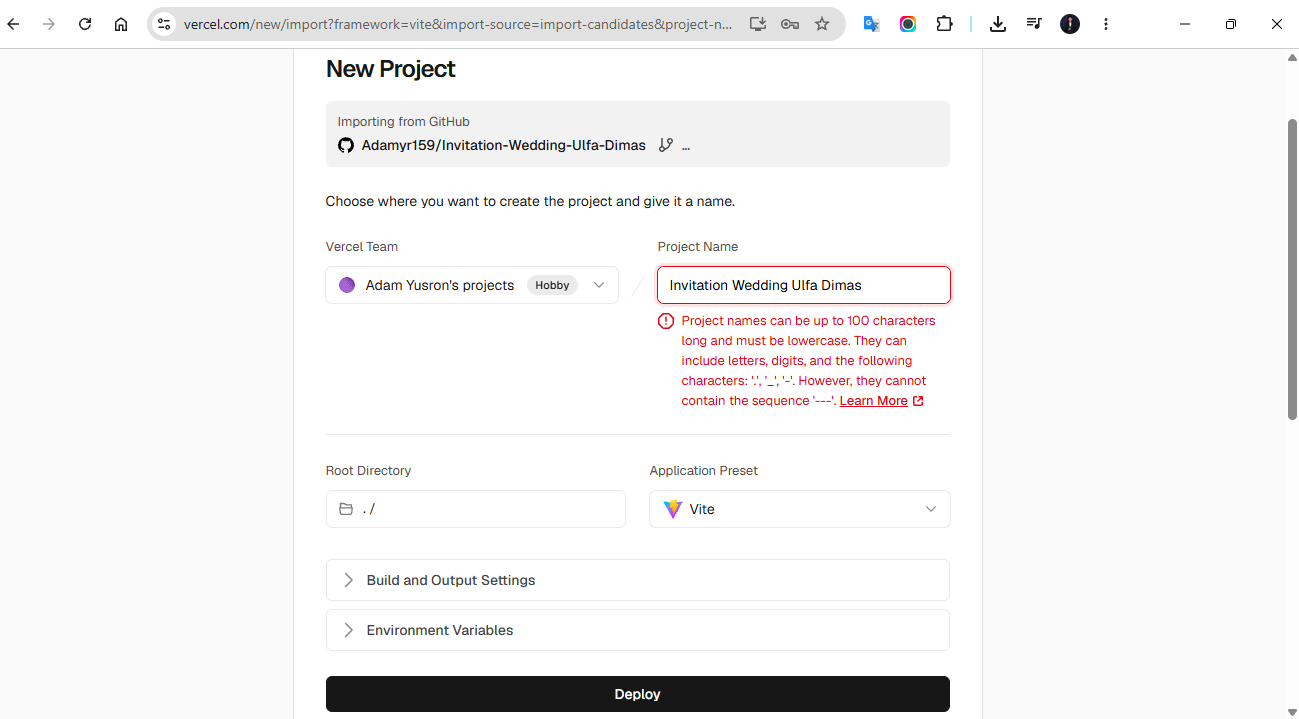 vercel.com/new/import?framework=vite&import-source=import-candidates&project-n...
New Project
Importing from GitHub
Adamyr159/Invitation-Wedding-Ulfa-Dimas ...
Choose where you want to create the project and give it a name.
Vercel Team
Adam Yusron's projects Hobby
Project Name
Invitation Wedding Ulfa Dimas
Project names can be up to 100 characters
long and must be lowercase. They can
include letters, digits, and the following
characters: '.', '_', '-'. However, they cannot
contain the sequence '---'. Learn More
Root Directory
./
Application Preset
Vite
Build and Output Settings
Environment Variables
Deploy